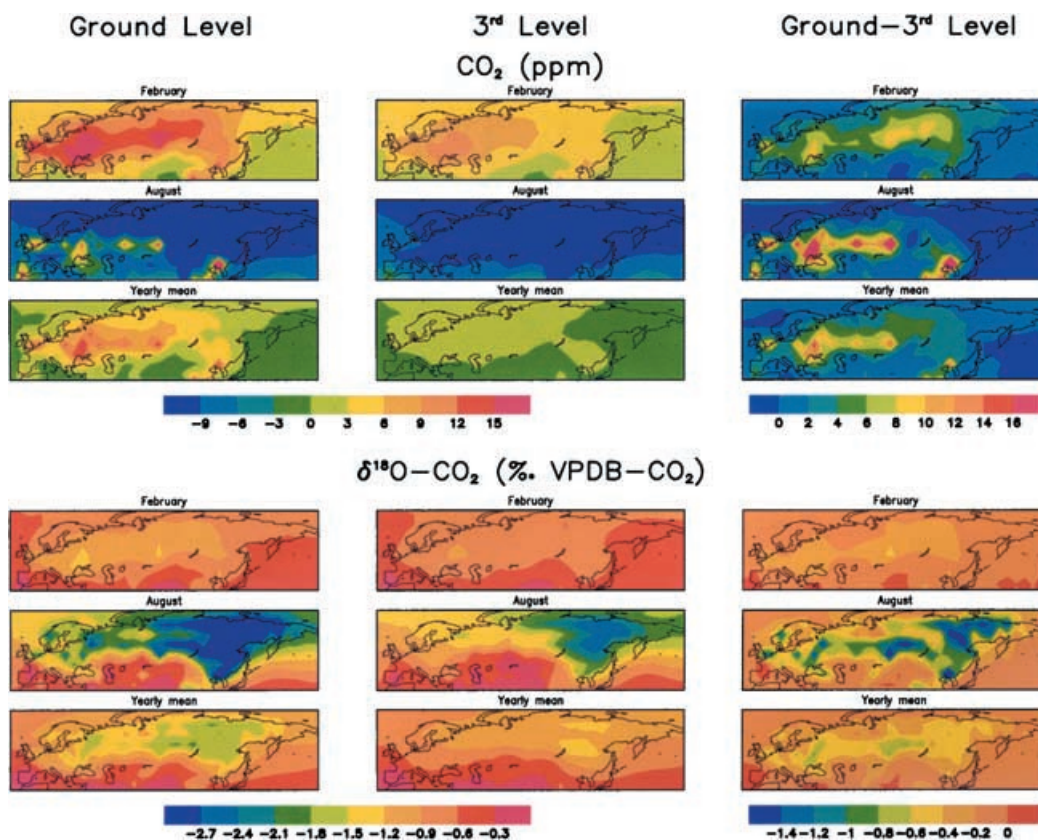 Ground Level 3rd Level Ground–3rd Level
CO₂ (ppm)
February February February
August August August
Yearly mean Yearly mean Yearly mean
−9 −6 −3 0 3 6 9 12 15 0 2 4 6 8 10 12 14 16
δ¹⁸O–CO₂ (‰ VPDB–CO₂)
February February February
August August August
Yearly mean Yearly mean Yearly mean
−2.7 −2.4 −2.1 −1.8 −1.5 −1.2 −0.9 −0.6 −0.3 −1.4 −1.2 −1 −0.8 −0.6 −0.4 −0.2 0